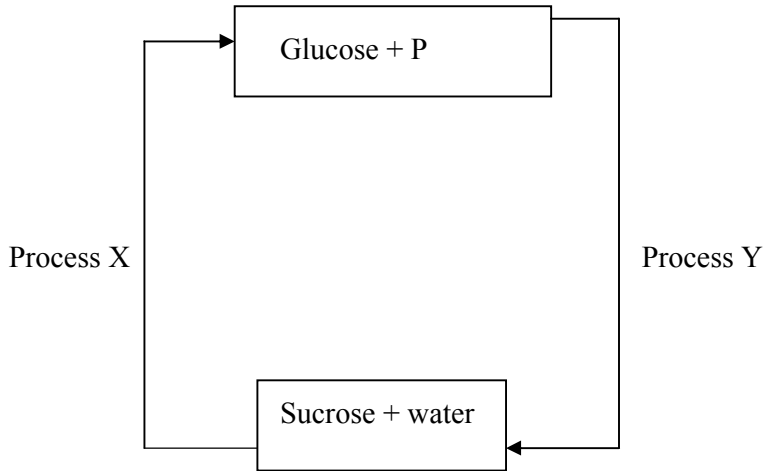 Glucose + P
Process X
Process Y
Sucrose + water